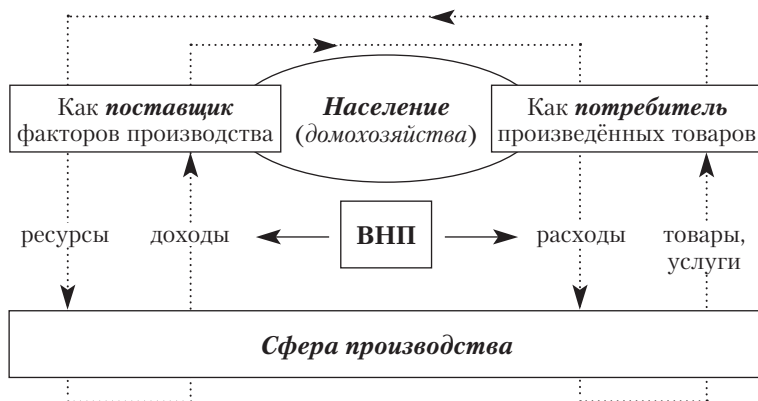 Как поставщик
факторов производства
Население
(домохозяйства)
Как потребитель
произведённых товаров
ресурсы
доходы
ВНП
расходы
товары,
услуги
Сфера производства